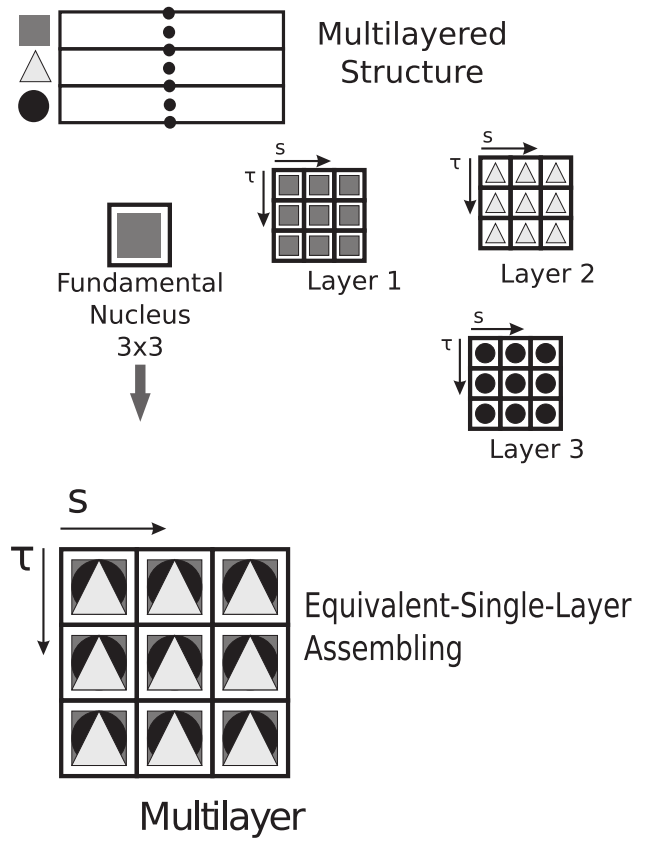 Multilayered
Structure
s
τ
Layer 1
s
τ
Layer 2
Fundamental
Nucleus
3x3
s
τ
Layer 3
s
τ
Equivalent-Single-Layer
Assembling
Multilayer